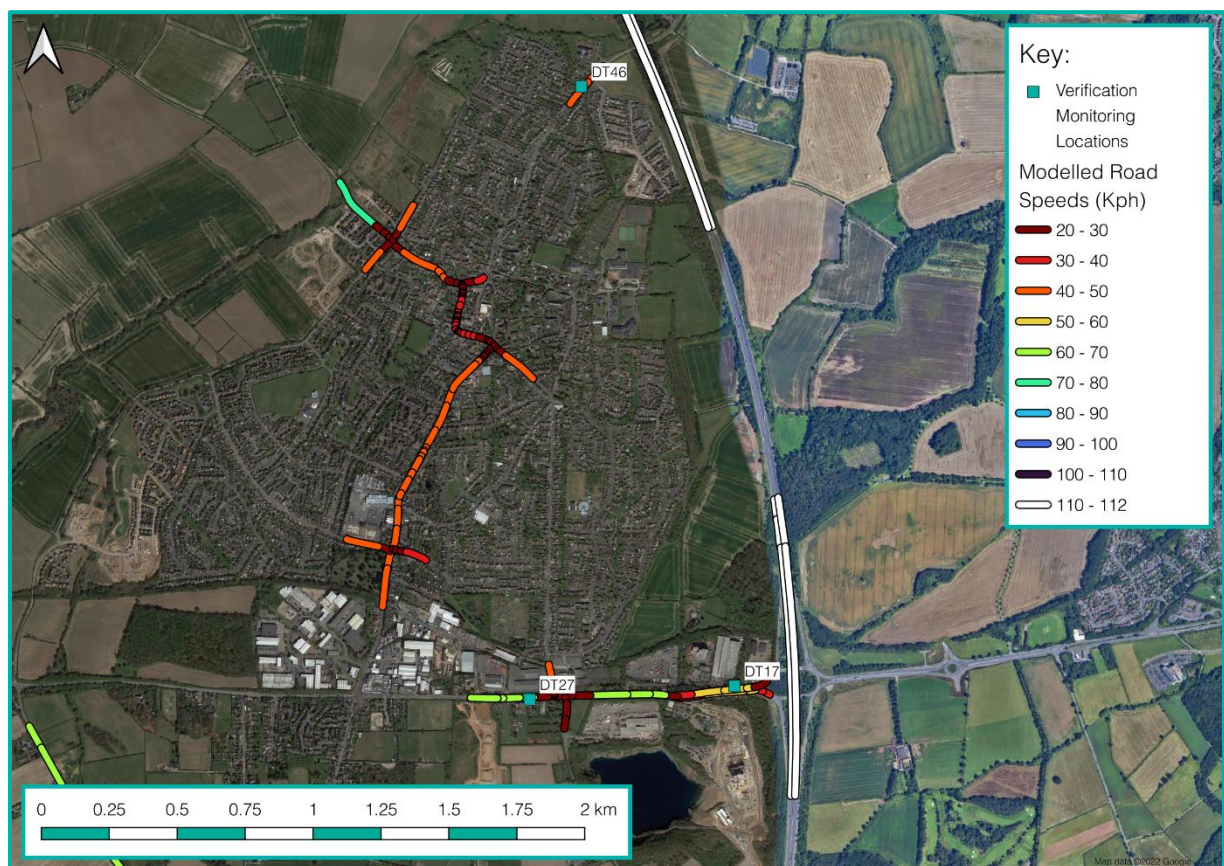 DT46
Key:
Verification
Monitoring
Locations
Modelled Road
Speeds (Kph)
20 - 30
30 - 40
40 - 50
50 - 60
60 - 70
70 - 80
80 - 90
90 - 100
100 - 110
110 - 112
DT17
DT27
0 0.25 0.5 0.75 1 1.25 1.5 1.75 2 km
Map data ©2022 Google